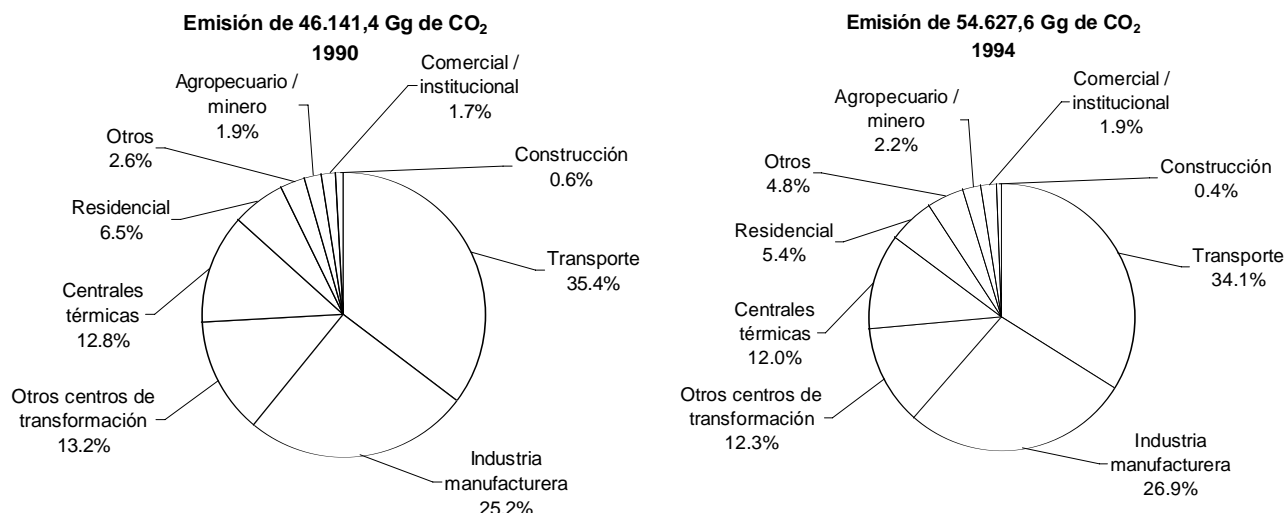 Emisión de 46.141,4 Gg de CO₂
1990
Comercial /
institucional
1.7%
Agropecuario /
minero
1.9%
Otros
2.6%
Construcción
0.6%
Residencial
6.5%
Transporte
35.4%
Centrales
térmicas
12.8%
Otros centros de
transformación
13.2%
Industria
manufacturera
25.2%
Emisión de 54.627,6 Gg de CO₂
1994
Comercial /
institucional
1.9%
Agropecuario /
minero
2.2%
Otros
4.8%
Construcción
0.4%
Residencial
5.4%
Transporte
34.1%
Centrales
térmicas
12.0%
Otros centros de
transformación
12.3%
Industria
manufacturera
26.9%